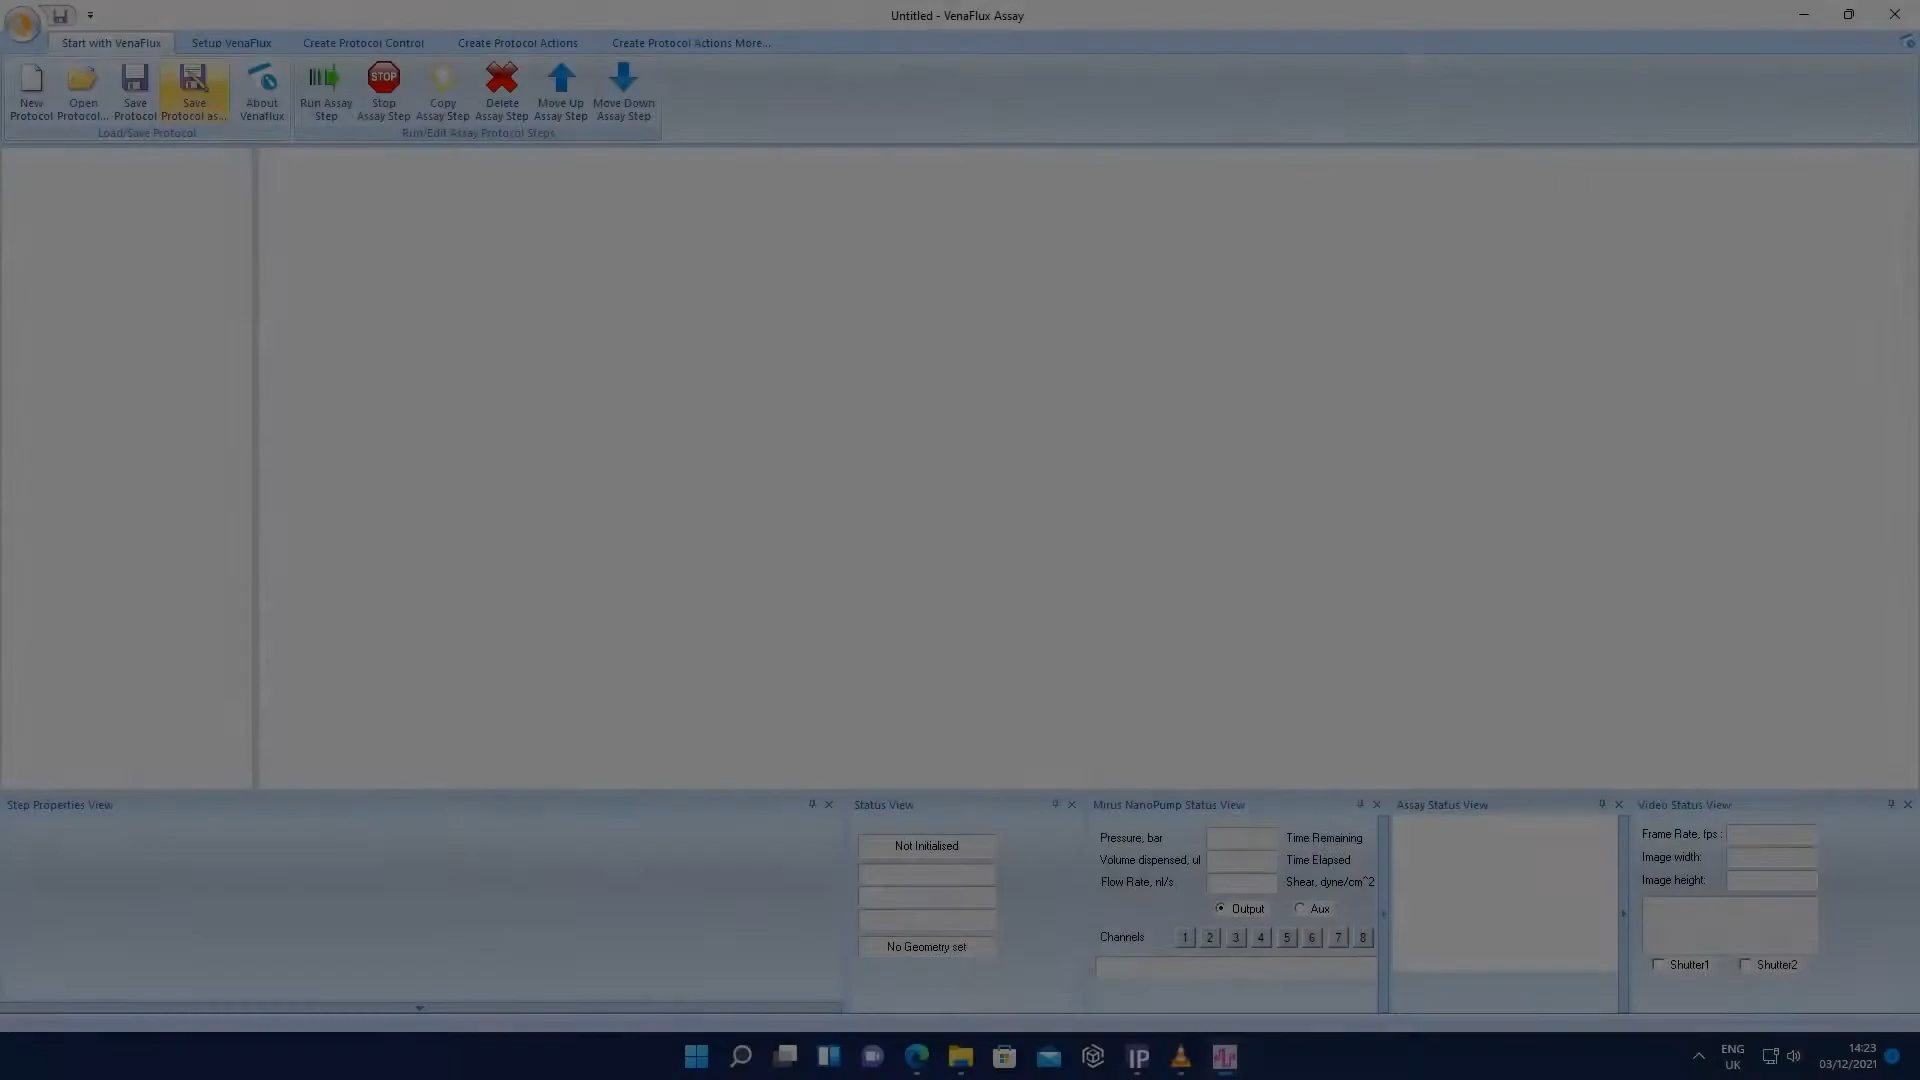 Untitled - VenaFlux Assay
Start with VenaFlux
Setup VenaFlux
Create Protocol Control
Create Protocol Actions
Create Protocol Actions More...
New Protocol
Open Protocol...
Save Protocol
Save Protocol as...
About Venaflux
Run Assay Step
Stop Assay Step
Copy Assay Step
Delete Assay Step
Move Up Assay Step
Move Down Assay Step
Load/Save Protocol
Run/Edit Assay Protocol Steps
STOP
Step Properties View
Status View
Not Initialised
No Geometry set
Mirus NanoPump Status View
Pressure, bar
Time Remaining
Volume dispensed, ul
Time Elapsed
Flow Rate, nl/s
Shear, dyne/cm^2
Output
Aux
Channels
1 2 3 4 5 6 7 8
Assay Status View
Video Status View
Frame Rate, fps :
Image width:
Image height:
Shutter1
Shutter2
IP
ENG
UK
14:23
03/12/2021